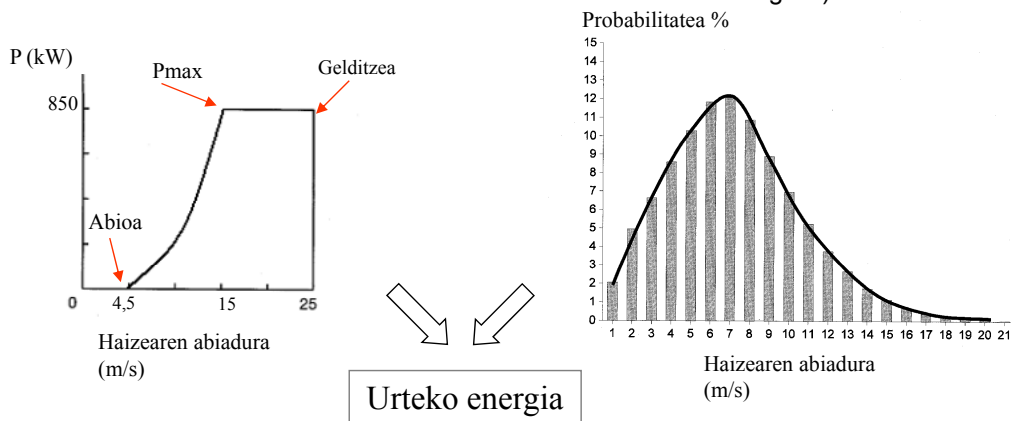 P (kW)
Pmax
Gelditzea
850
Abioa
0
4,5
15
25
Haizearen abiadura
(m/s)
Probabilitatea %
15
14
13
12
11
10
9
8
7
6
5
4
3
2
1
0
1 2 3 4 5 6 7 8 9 10 11 12 13 14 15 16 17 18 19 20 21
Haizearen abiadura
(m/s)
Urteko energia